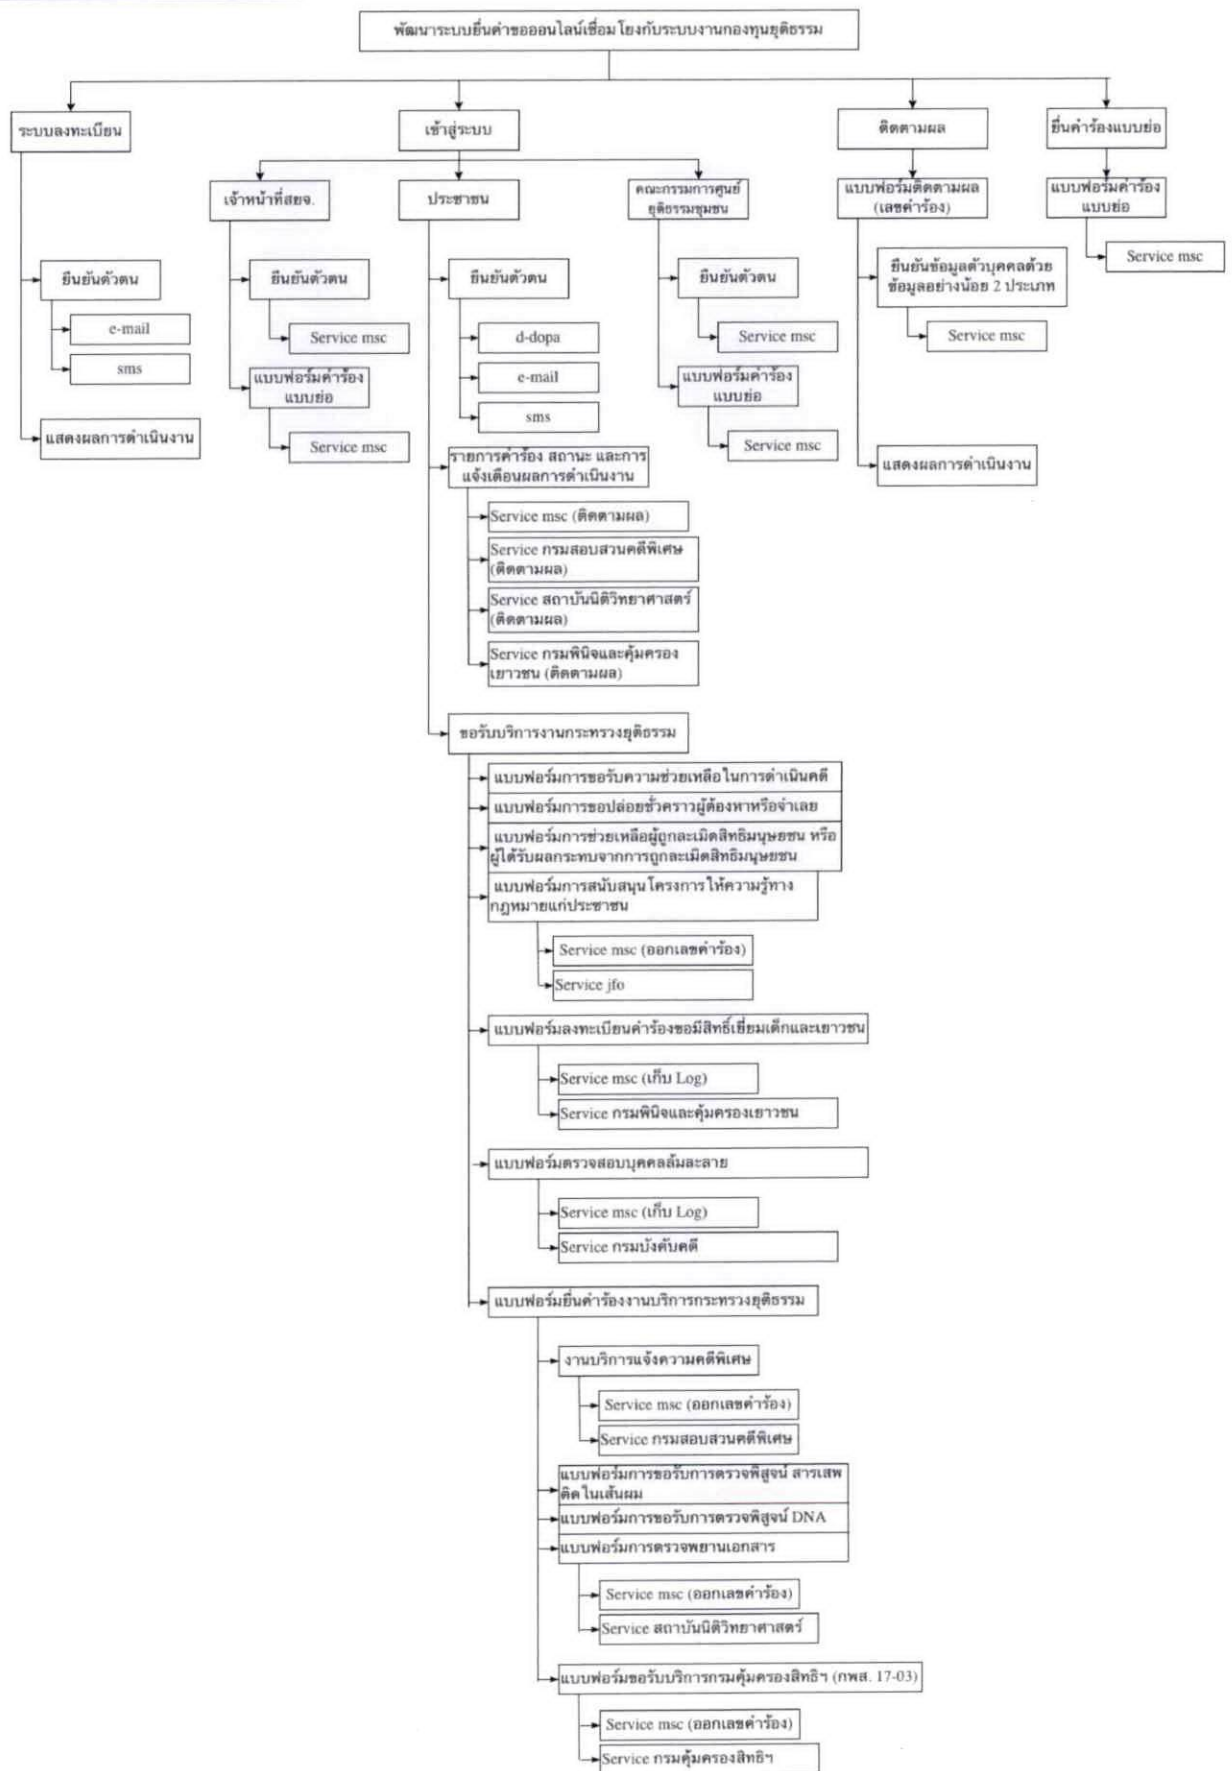 พัฒนาระบบยื่นคำขอออนไลน์เชื่อมโยงกับระบบงานกองทุนยุติธรรม
ระบบลงทะเบียน
ยืนยันตัวตน
e-mail
sms
แสดงผลการดำเนินงาน
เข้าสู่ระบบ
เจ้าหน้าที่สยจ.
ยืนยันตัวตน
Service msc
แบบฟอร์มคำร้อง
แบบย่อ
Service msc
ประชาชน
ยืนยันตัวตน
d-dopa
e-mail
sms
รายการคำร้อง สถานะ และการ
แจ้งเตือนผลการดำเนินงาน
Service msc (ติดตามผล)
Service กรมสอบสวนคดีพิเศษ
(ติดตามผล)
Service สถาบันนิติวิทยาศาสตร์
(ติดตามผล)
Service กรมพินิจและคุ้มครอง
เยาวชน (ติดตามผล)
ขอรับบริการงานกระทรวงยุติธรรม
แบบฟอร์มการขอรับความช่วยเหลือในการดำเนินคดี
แบบฟอร์มการขอปล่อยชั่วคราวผู้ต้องหาหรือจำเลย
แบบฟอร์มการช่วยเหลือผู้ถูกละเมิดสิทธิมนุษยชน หรือ
ผู้ได้รับผลกระทบจากการถูกละเมิดสิทธิมนุษยชน
แบบฟอร์มการสนับสนุนโครงการให้ความรู้ทาง
กฎหมายแก่ประชาชน
Service msc (ออกเลขคำร้อง)
Service jfo
แบบฟอร์มลงทะเบียนคำร้องขอมีสิทธิ์เยี่ยมเด็กและเยาวชน
Service msc (เก็บ Log)
Service กรมพินิจและคุ้มครองเยาวชน
แบบฟอร์มตรวจสอบบุคคลล้มละลาย
Service msc (เก็บ Log)
Service กรมบังคับคดี
แบบฟอร์มยื่นคำร้องงานบริการกระทรวงยุติธรรม
งานบริการแจ้งความคดีพิเศษ
Service msc (ออกเลขคำร้อง)
Service กรมสอบสวนคดีพิเศษ
แบบฟอร์มการขอรับการตรวจพิสูจน์ สารเสพ
ติดในเส้นผม
แบบฟอร์มการขอรับการตรวจพิสูจน์ DNA
แบบฟอร์มการตรวจพยานเอกสาร
Service msc (ออกเลขคำร้อง)
Service สถาบันนิติวิทยาศาสตร์
แบบฟอร์มขอรับบริการกรมคุ้มครองสิทธิฯ (กพส. 17-03)
Service msc (ออกเลขคำร้อง)
Service กรมคุ้มครองสิทธิฯ
คณะกรรมการศูนย์
ยุติธรรมชุมชน
ยืนยันตัวตน
Service msc
แบบฟอร์มคำร้อง
แบบย่อ
Service msc
ติดตามผล
แบบฟอร์มติดตามผล
(เลขคำร้อง)
ยืนยันข้อมูลตัวบุคคลด้วย
ข้อมูลอย่างน้อย 2 ประเภท
Service msc
แสดงผลการดำเนินงาน
ยื่นคำร้องแบบย่อ
แบบฟอร์มคำร้อง
แบบย่อ
Service msc